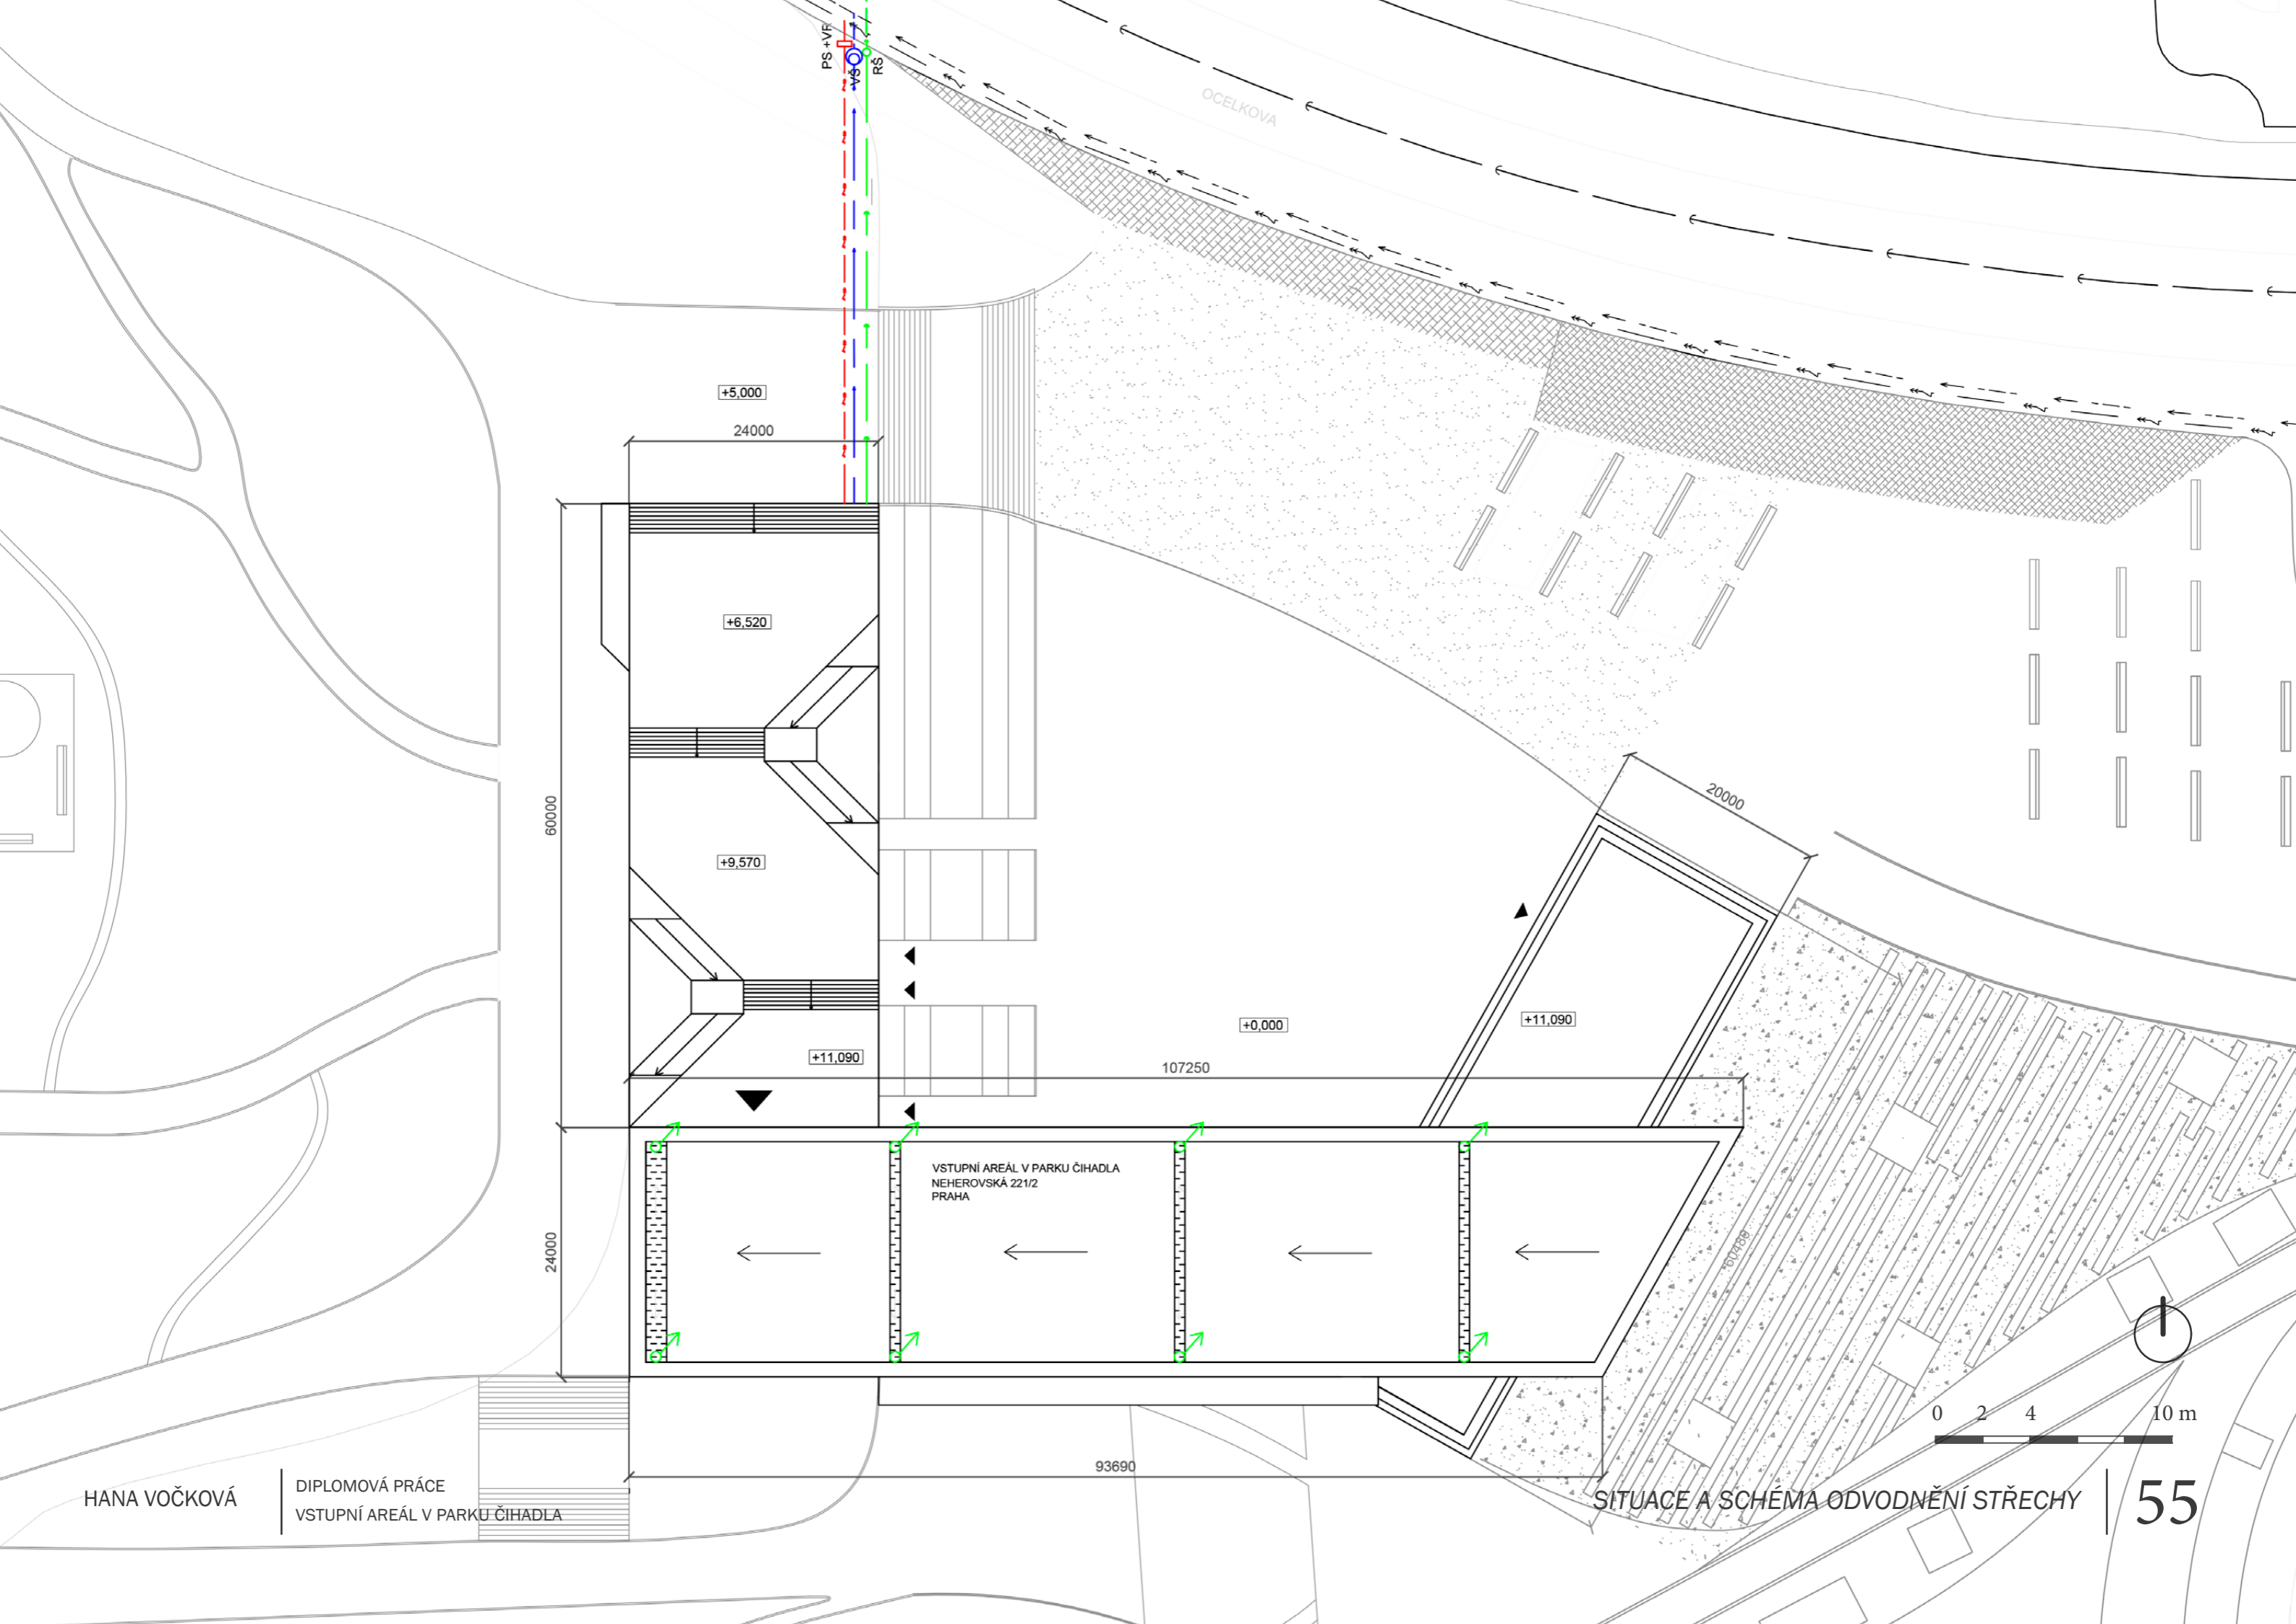 PS +VR
VŠ
RŠ
OCELKOVA
+5,000
24000
+6,520
60000
+9,570
20000
+11,090
+0,000
+11,090
107250
VSTUPNÍ AREÁL V PARKU ČIHADLA
NEHEROVSKÁ 221/2
PRAHA
24000
60480
93690
0 2 4 10 m
HANA VOČKOVÁ
DIPLOMOVÁ PRÁCE
VSTUPNÍ AREÁL V PARKU ČIHADLA
SITUACE A SCHÉMA ODVODNĚNÍ STŘECHY
55